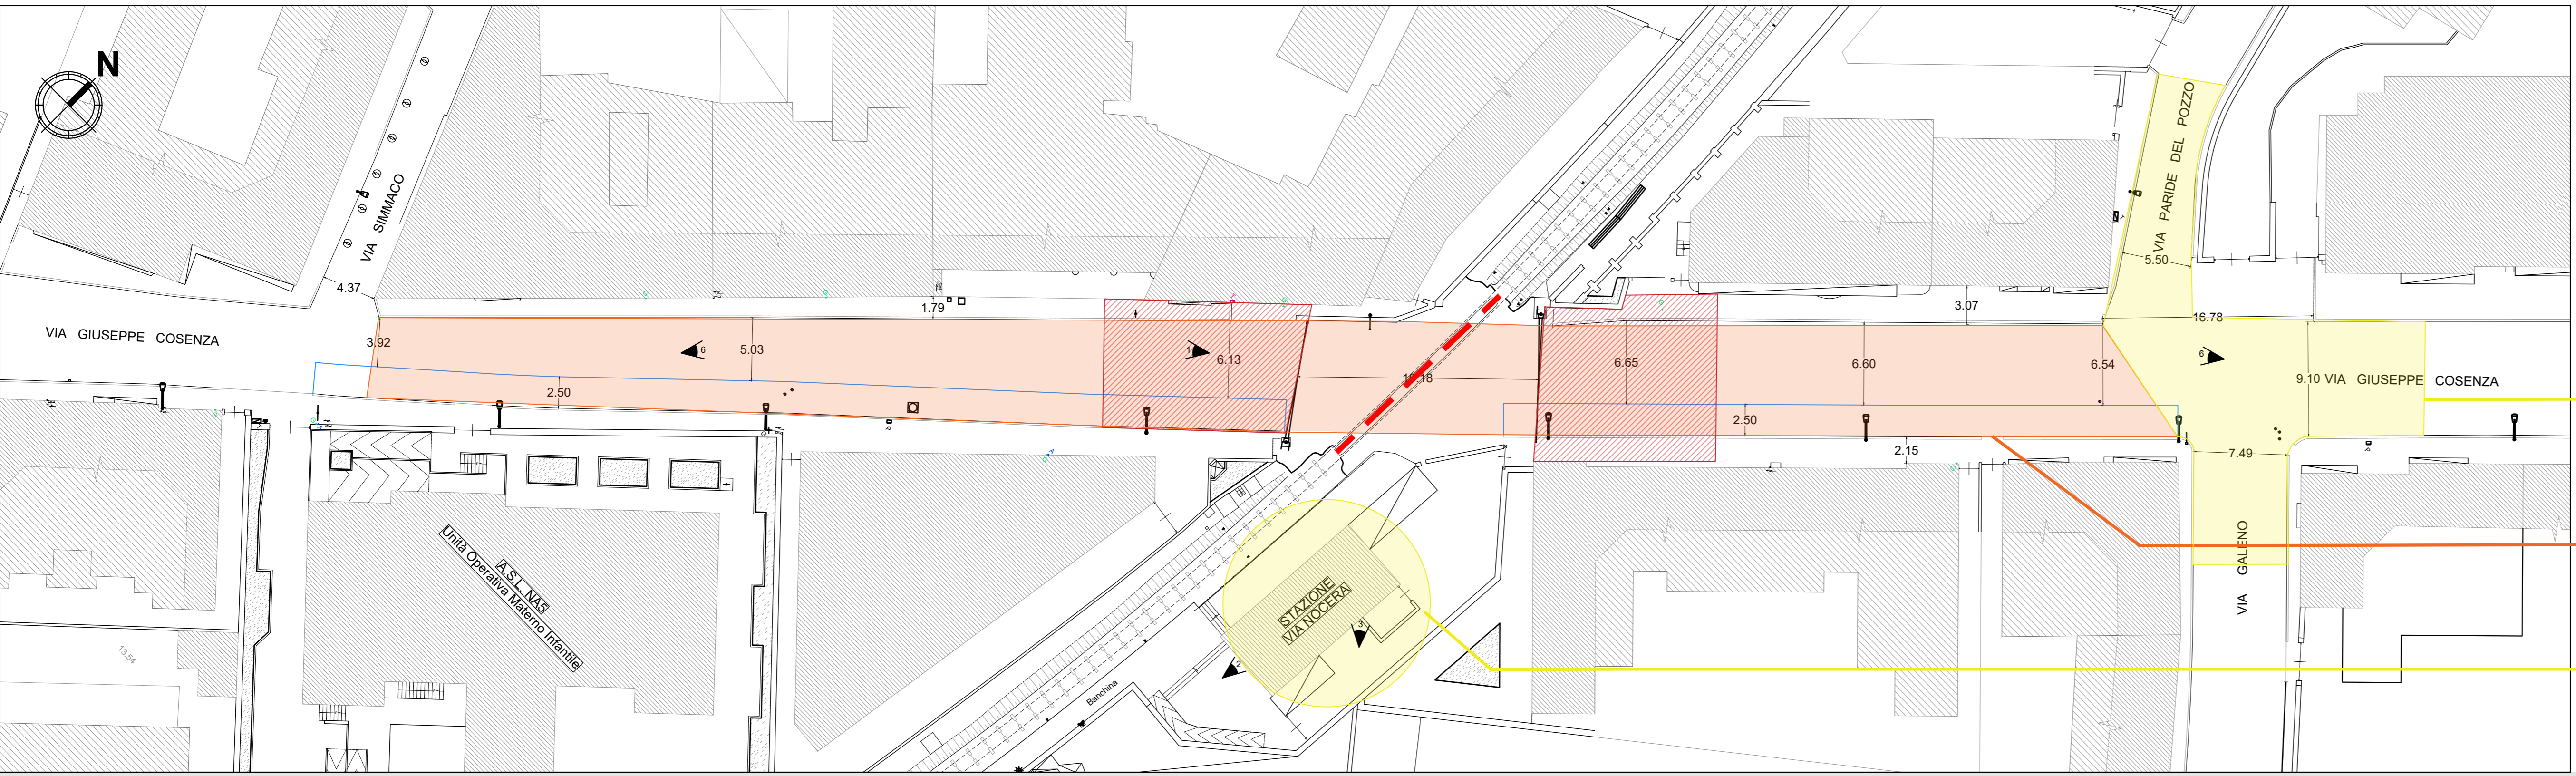 N
VIA SIMMACO
VIA PARIDE DEL POZZO
5.50
4.37
1.79
3.07
16.78
VIA GIUSEPPE COSENZA
3.92
6
5.03
1
6.13
6.65
6.60
6.54
6
9.10
VIA GIUSEPPE COSENZA
2.50
2.50
2.15
7.49
A.S.L. NA5
Unità Operativa Materno Infantile
STAZIONE
VIA NOCERA
3
2
Banchina
VIA GALENO
13.54